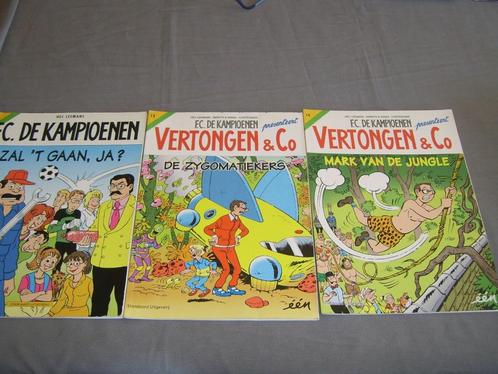 HEC LEEMANS
F.C. DE KAMPIOENEN
ZAL 'T GAAN, JA?
F.C. DE KAMPIOENEN
presenteert
VERTONGEN & Co
DE ZYGOMATIEKERS
Standaard Uitgeverij
één
F.C. DE KAMPIOENEN
presenteert
VERTONGEN & Co
MARK VAN DE JUNGLE
één